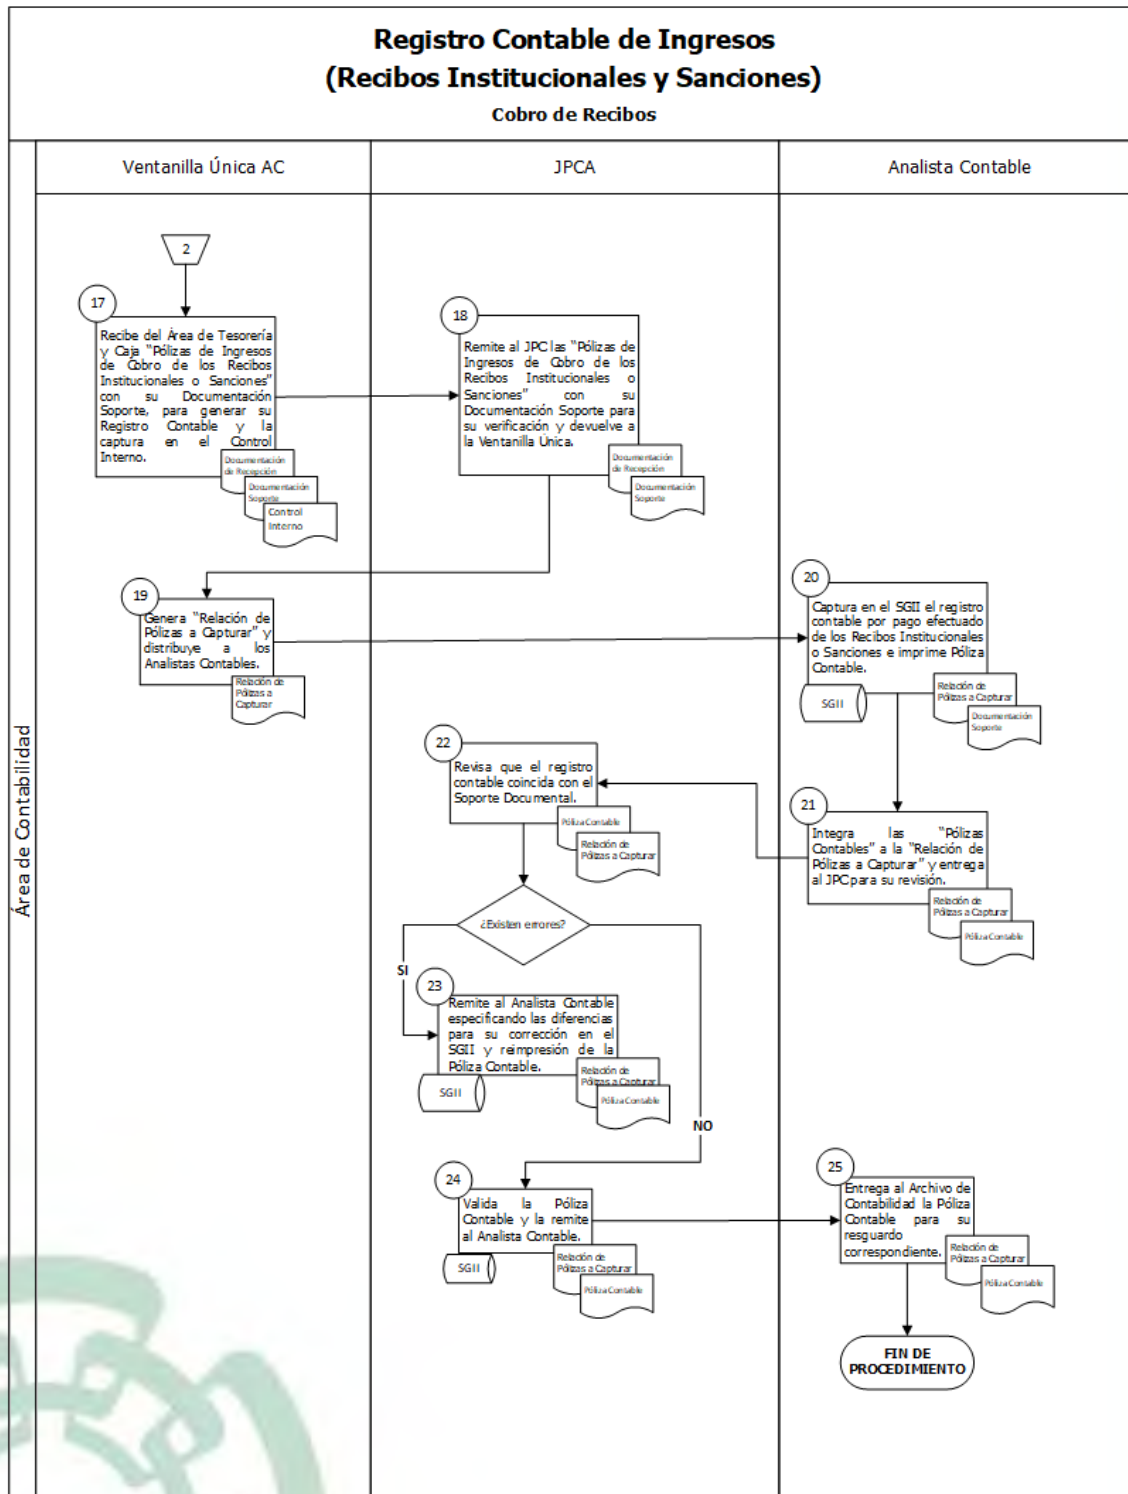 Registro Contable de Ingresos
(Recibos Institucionales y Sanciones)
Cobro de Recibos
Área de Contabilidad
Ventanilla Única AC
JPCA
Analista Contable
2
17
Recibe del Área de Tesorería
y Caja "Pólizas de Ingresos
de Cobro de los Recibos
Institucionales o Sanciones"
con su Documentación
Soporte, para generar su
Registro Contable y la
captura en el Control
Interno.
Documentación
de Recepción
Documentación
Soporte
Control
Interno
18
Remite al JPC las "Pólizas de
Ingresos de Cobro de los
Recibos Institucionales o
Sanciones" con su
Documentación Soporte para
su verificación y devuelve a
la Ventanilla Única.
Documentación
de Recepción
Documentación
Soporte
19
Genera "Relación de
Pólizas a Capturar" y
distribuye a los
Analistas Contables.
Relación de
Pólizas a
Capturar
20
Captura en el SGII el registro
contable por pago efectuado
de los Recibos Institucionales
o Sanciones e imprime Póliza
Contable.
SGII
Relación de
Pólizas a Capturar
Documentación
Soporte
21
Integra las "Pólizas
Contables" a la "Relación de
Pólizas a Capturar" y entrega
al JPC para su revisión.
Relación de
Pólizas a Capturar
Póliza Contable
22
Revisa que el registro
contable coincida con el
Soporte Documental.
Póliza Contable
Relación de
Pólizas a Capturar
¿Existen errores?
SI
NO
23
Remite al Analista Contable
especificando las diferencias
para su corrección en el
SGII y reimpresión de la
Póliza Contable.
SGII
Relación de
Pólizas a Capturar
Póliza Contable
24
Valida la Póliza
Contable y la remite
al Analista Contable.
SGII
Relación de
Pólizas a Capturar
Póliza Contable
25
Entrega al Archivo de
Contabilidad la Póliza
Contable para su
resguardo
correspondiente.
Relación de
Pólizas a Capturar
Póliza Contable
FIN DE
PROCEDIMIENTO